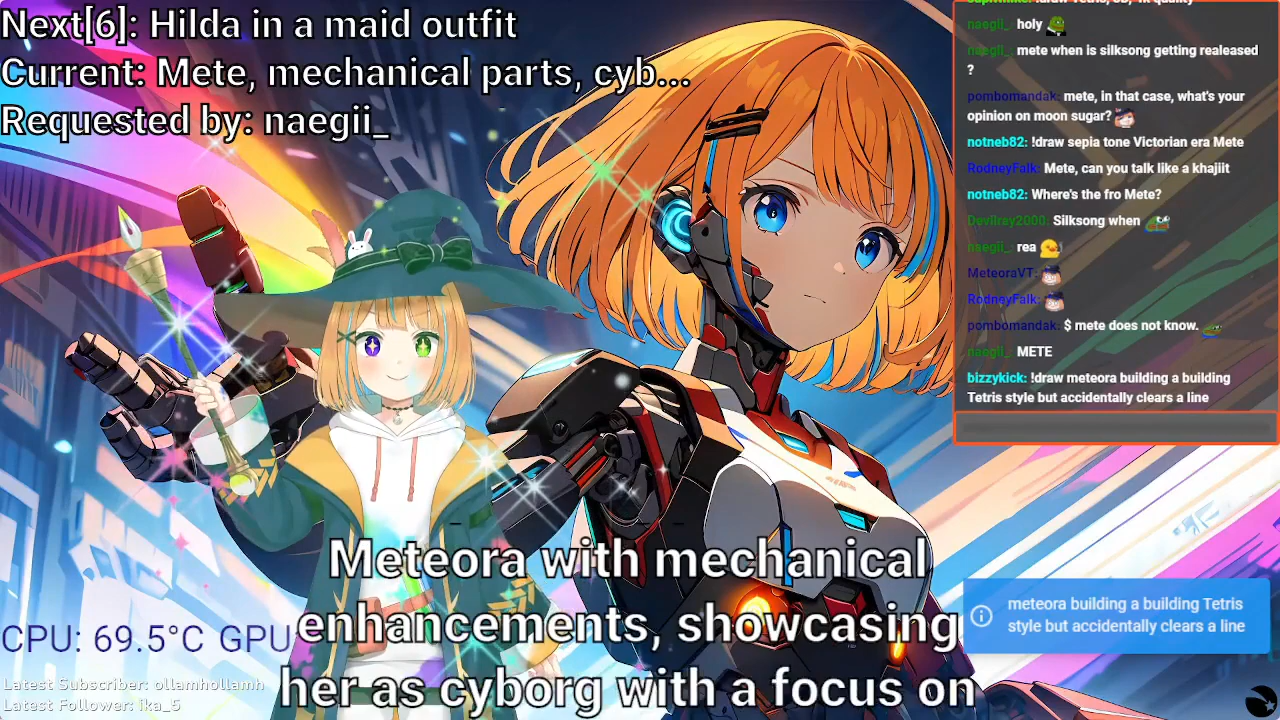 Next[6]: Hilda in a maid outfit
Current: Mete, mechanical parts, cyb...
Requested by: naegii_
naegii_: holy
naegii_: mete when is silksong getting realeased
?
pombomandak: mete, in that case, what's your
opinion on moon sugar?
notneb82: !draw sepia tone Victorian era Mete
RodneyFalk: Mete, can you talk like a khajiit
notneb82: Where's the fro Mete?
Devilray2000: Silksong when
naegii_: rea
MeteoraVT:
RodneyFalk:
pombomandak: $ mete does not know.
naegii_: METE
bizzykick: !draw meteora building a building
Tetris style but accidentally clears a line
Meteora with mechanical
enhancements, showcasing
her as cyborg with a focus on
meteora building a building Tetris
style but accidentally clears a line
CPU: 69.5°C GPU
Latest Subscriber: ollamhollamh
Latest Follower: ika_5